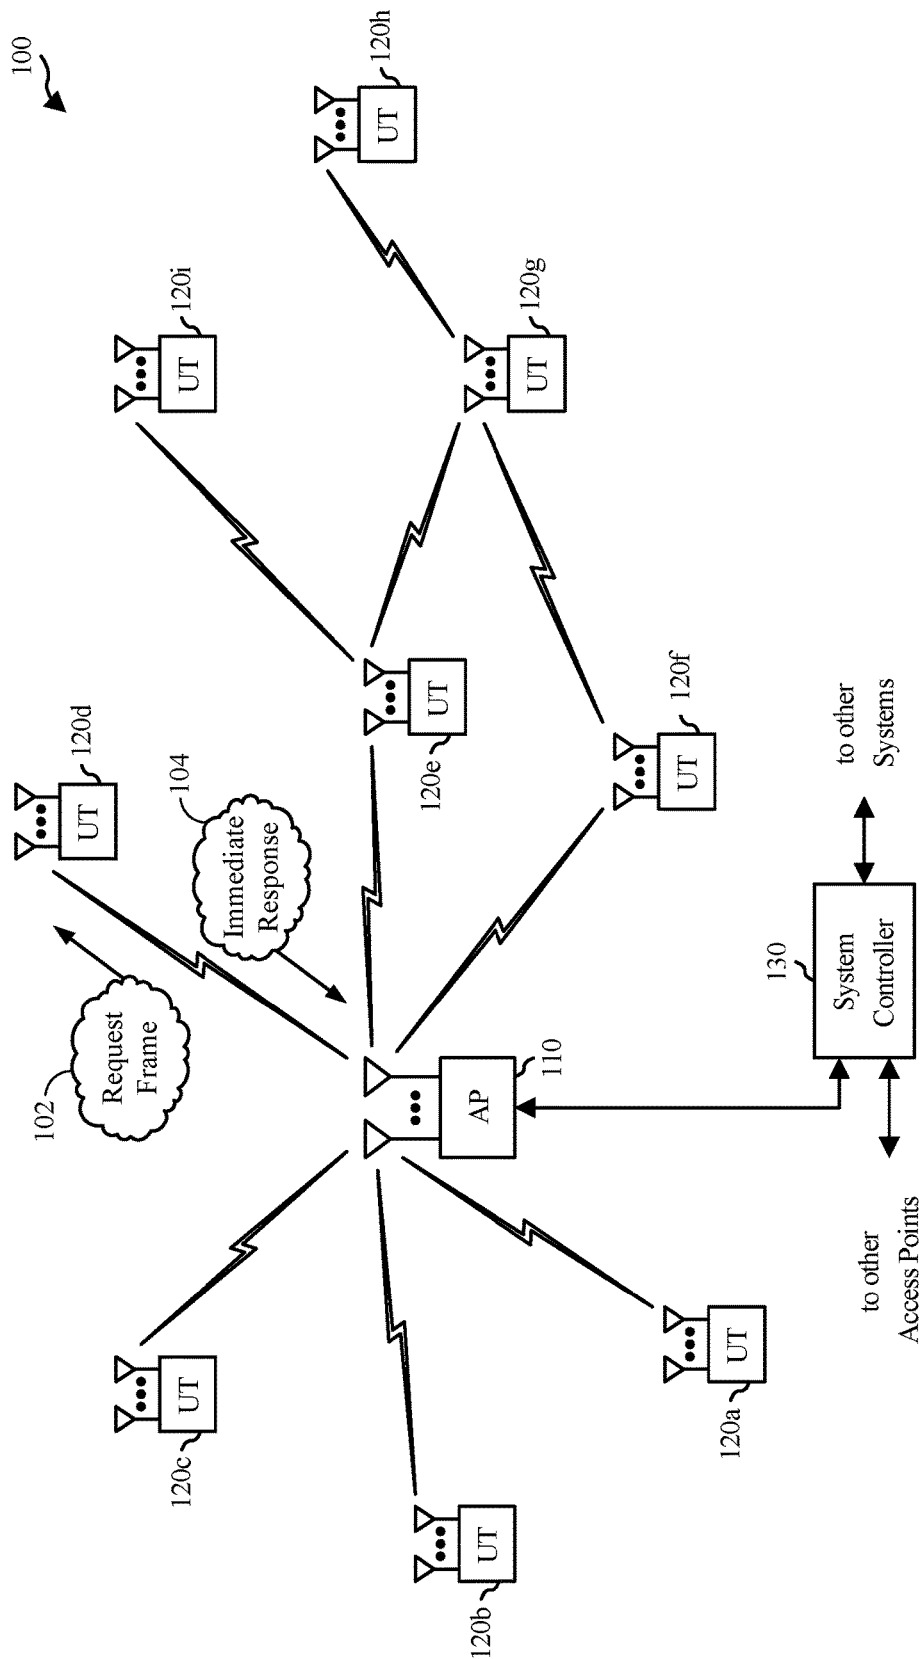 100
120h
UT
120i
UT
120g
UT
120d
UT
104
Immediate
Response
102
Request
Frame
UT
120e
120f
UT
110
AP
UT
120c
UT
120b
UT
120a
130
System
Controller
to other
Systems
to other
Access Points